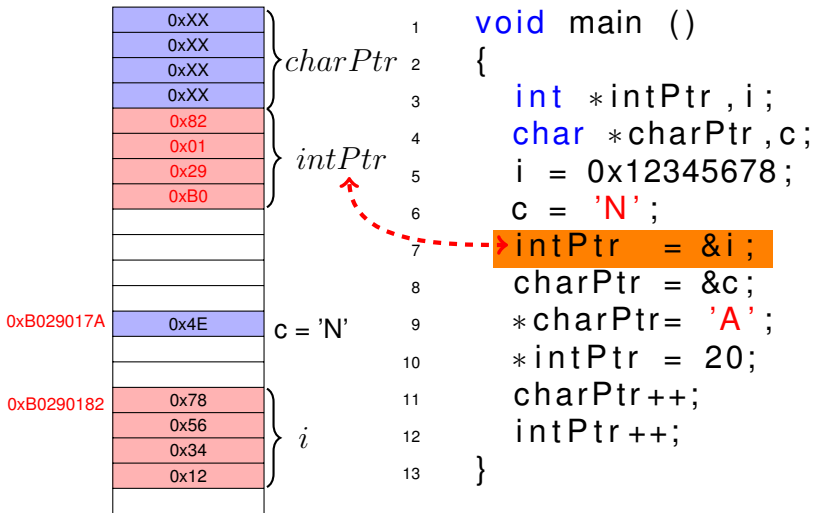 0xXX
0xXX
0xXX
0xXX
charPtr
0x82
0x01
0x29
0xB0
intPtr
0xB029017A
0x4E
c = 'N'
0xB0290182
0x78
0x56
0x34
0x12
i
1 void main ()
2 {
3 int *intPtr ,i;
4 char *charPtr ,c;
5 i = 0x12345678;
6 c = 'N';
7 intPtr = &i;
8 charPtr = &c;
9 *charPtr= 'A';
10 *intPtr = 20;
11 charPtr++;
12 intPtr++;
13 }